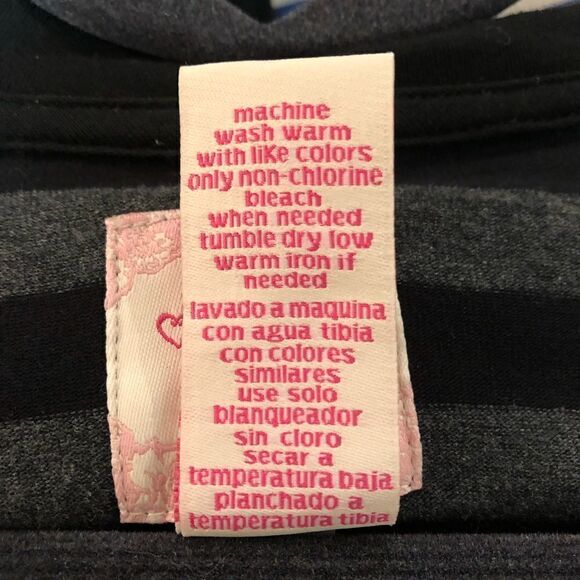 machine
wash warm
with like colors
only non-chlorine
bleach
when needed
tumble dry low
warm iron if
needed
lavado a maquina
con agua tibia
con colores
similares
use solo
blanqueador
sin cloro
secar a
temperatura baja
planchado a
temperatura tibia